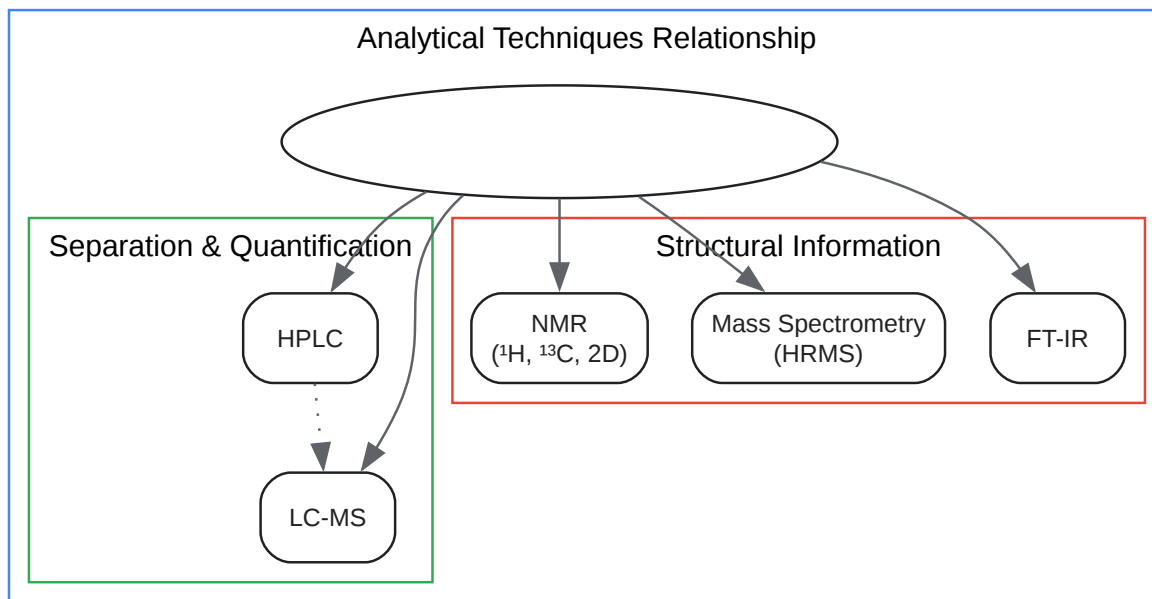 Analytical Techniques Relationship
Separation & Quantification
Structural Information
HPLC
NMR
(¹H, ¹³C, 2D)
Mass Spectrometry
(HRMS)
FT-IR
LC-MS